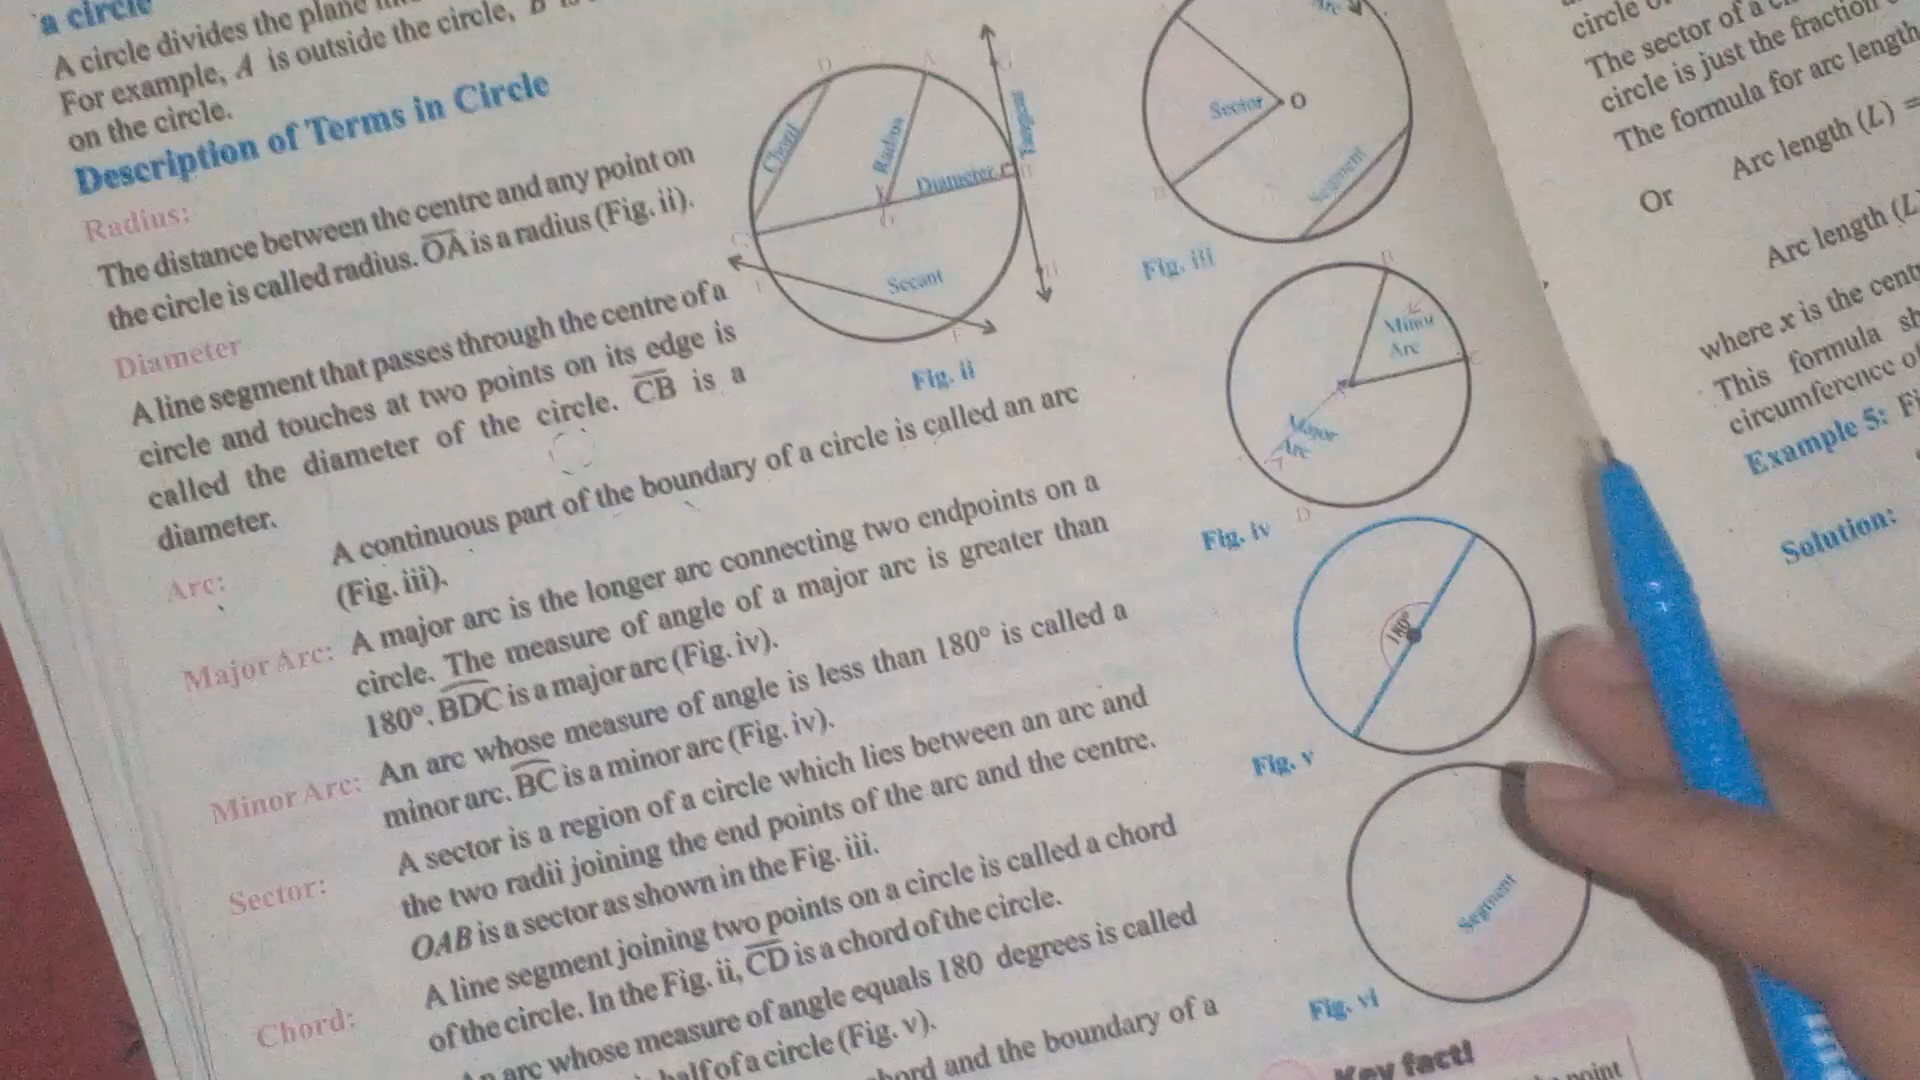 a circle
A circle divides the plane
For example, A is outside the circle, B is
on the circle.
Description of Terms in Circle
Radius:
The distance between the centre and any point on
the circle is called radius. OA is a radius (Fig. ii).
Diameter
A line segment that passes through the centre of a
circle and touches at two points on its edge is
called the diameter of the circle. CB is a
diameter.
Arc: A continuous part of the boundary of a circle is called an arc
(Fig. iii).
Major Arc: A major arc is the longer arc connecting two endpoints on a
circle. The measure of angle of a major arc is greater than
180°. BDC is a major arc (Fig. iv).
Minor Arc: An arc whose measure of angle is less than 180° is called a
minor arc. BC is a minor arc (Fig. iv).
Sector: A sector is a region of a circle which lies between an arc and
the two radii joining the end points of the arc and the centre.
OAB is a sector as shown in the Fig. iii.
Chord: A line segment joining two points on a circle is called a chord
of the circle. In the Fig. ii, CD is a chord of the circle.
arc whose measure of angle equals 180 degrees is called
half of a circle (Fig. v).
chord and the boundary of a
D
A
Chord
Radius
Diameter
Tangent
O
Secant
F
Fig. ii
Arc
Sector
O
Segment
Fig. iii
B
Minor
Arc
C
Major
Arc
D
Fig. iv
180°
Fig. v
Segment
Fig. vi
Key fact!
point
circle
The sector of a
circle is just the fraction
The formula for arc length
Arc length (L) =
Or
Arc length (L
where x is the
This formula
circumference of
Example 5:
Solution: